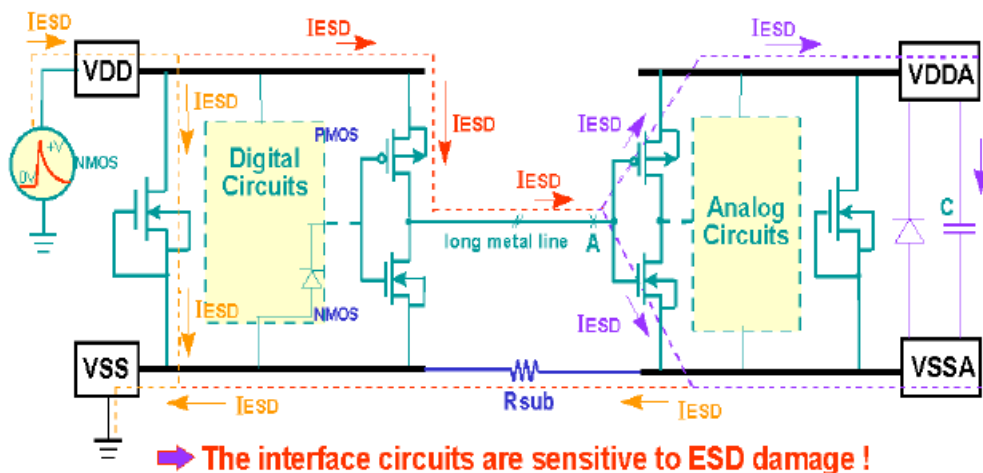 IESD
IESD
IESD
VDD
VDDA
IESD
PMOS
IESD
IESD
+V
0V
NMOS
Digital
Circuits
IESD
Analog
Circuits
C
long metal line
A
IESD
NMOS
IESD
VSS
VSSA
IESD
Rsub
IESD
The interface circuits are sensitive to ESD damage !